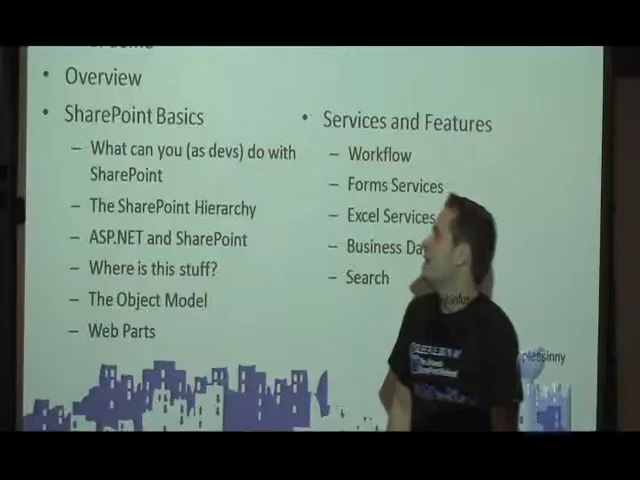 • Overview
• SharePoint Basics
– What can you (as devs) do with
SharePoint
– The SharePoint Hierarchy
– ASP.NET and SharePoint
– Where is this stuff?
– The Object Model
– Web Parts
• Services and Features
– Workflow
– Forms Services
– Excel Services
– Business Da
– Search
plessinny